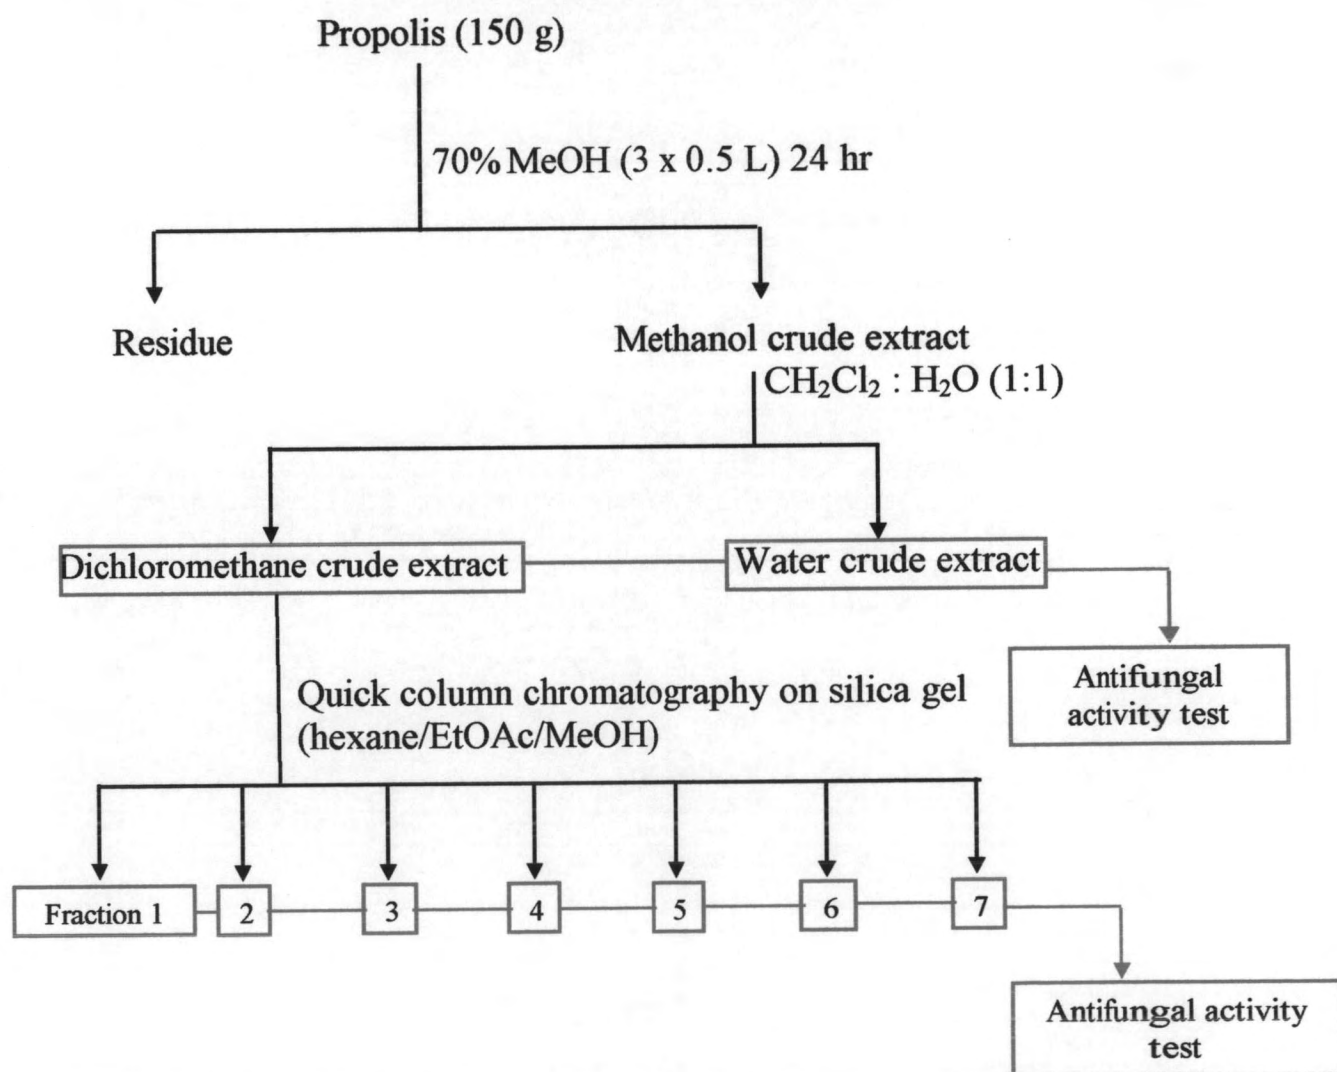 Propolis (150 g)
70% MeOH (3 x 0.5 L) 24 hr
Residue
Methanol crude extract
CH₂Cl₂ : H₂O (1:1)
Dichloromethane crude extract
Water crude extract
Antifungal
activity test
Quick column chromatography on silica gel
(hexane/EtOAc/MeOH)
Fraction 1
2
3
4
5
6
7
Antifungal activity
test